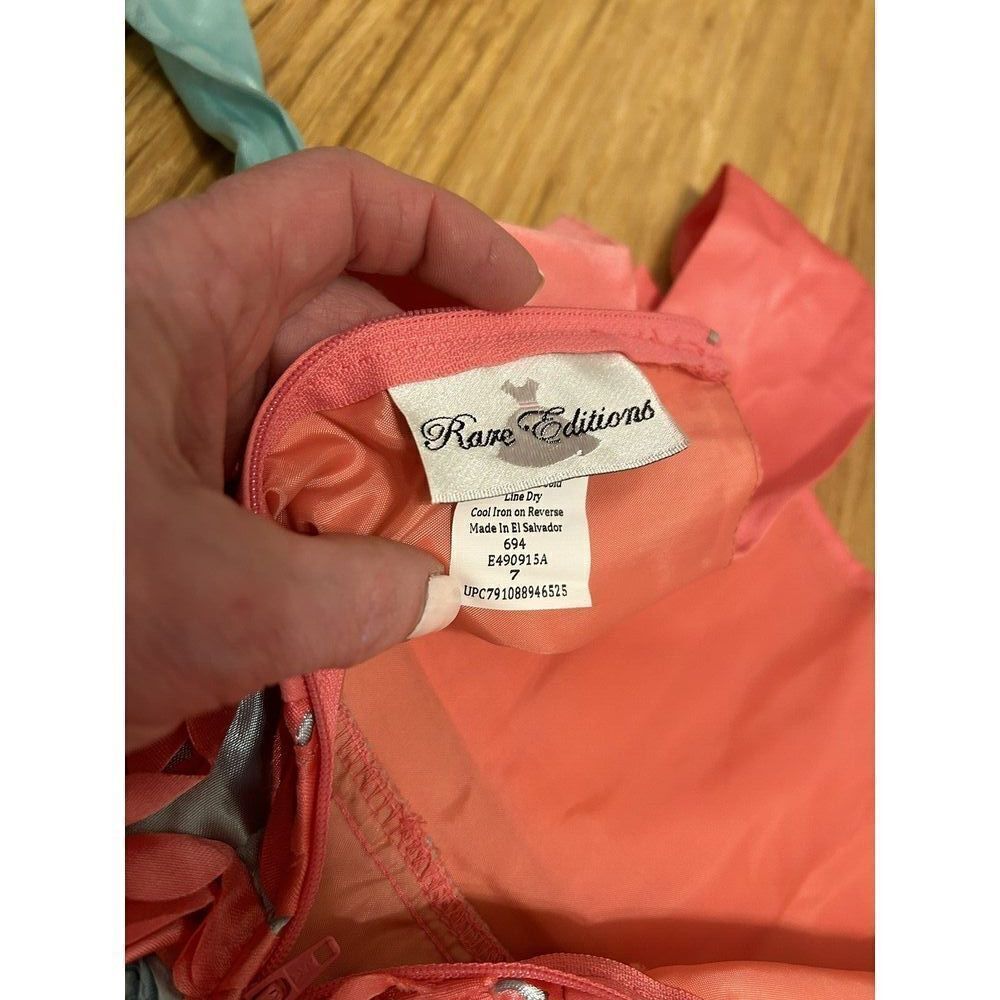 Rare Editions
Line Dry
Cool Iron on Reverse
Made In El Salvador
694
E490915A
7
UPC791088946525